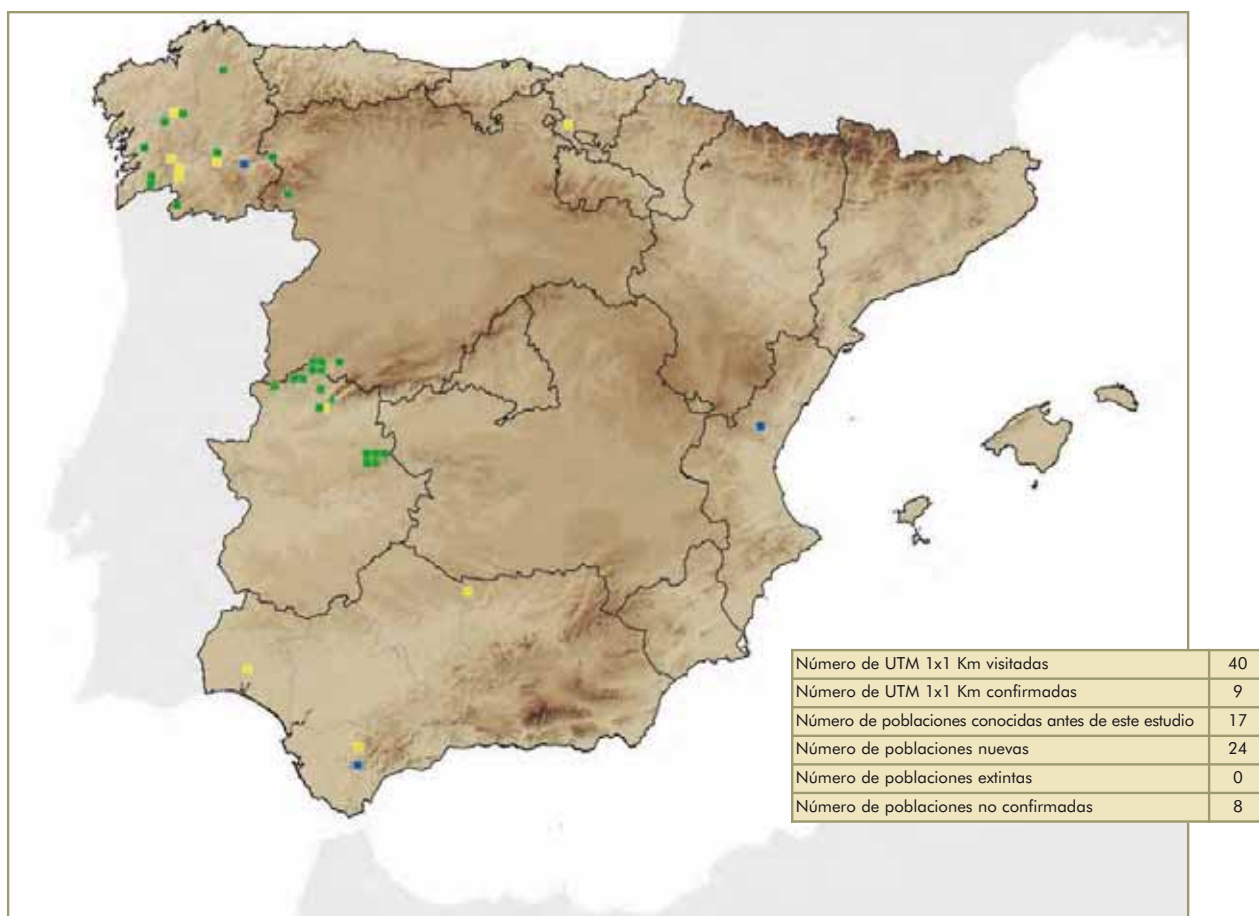 Número de UTM 1x1 Km visitadas 40
Número de UTM 1x1 Km confirmadas 9
Número de poblaciones conocidas antes de este estudio 17
Número de poblaciones nuevas 24
Número de poblaciones extintas 0
Número de poblaciones no confirmadas 8